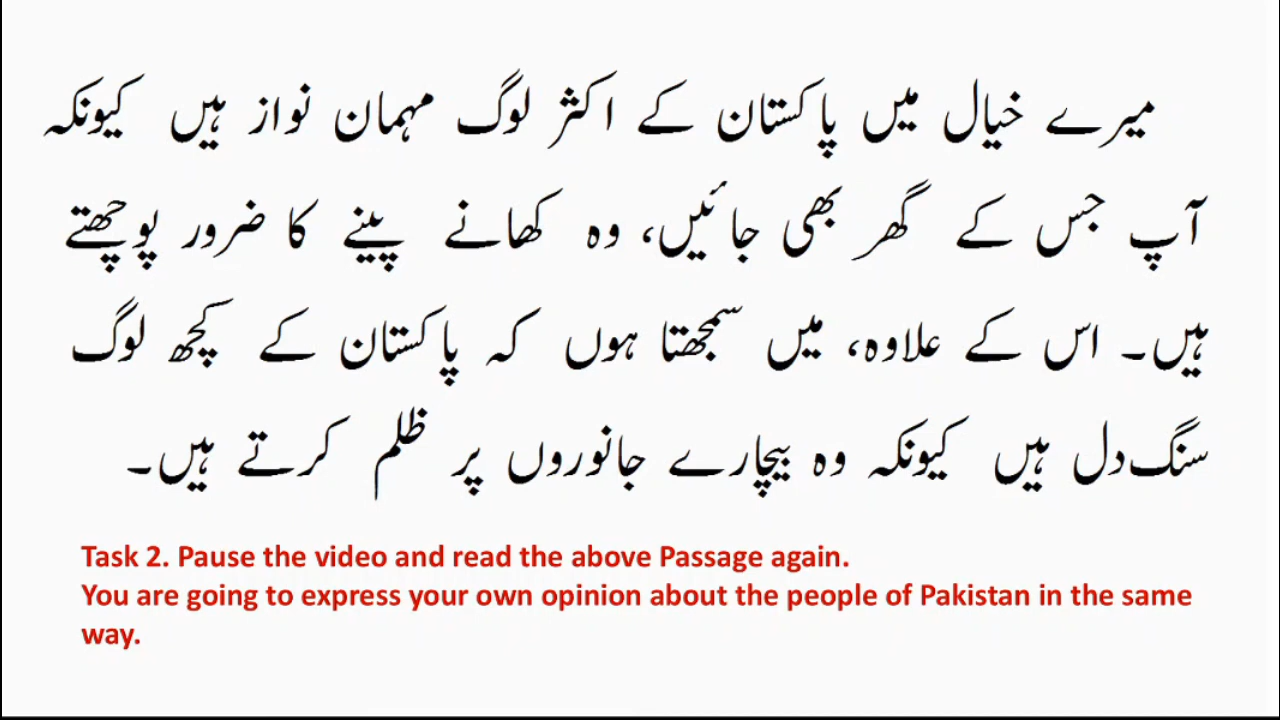 میرے خیال میں پاکستان کے اکثر لوگ مہمان نواز ہیں کیونکہ
آپ جس کے گھر بھی جائیں، وہ کھانے پینے کا ضرور پوچھتے
ہیں۔ اس کے علاوہ، میں سمجھتا ہوں کہ پاکستان کے کچھ لوگ
سنگ‌دل ہیں کیونکہ وہ بیچارے جانوروں پر ظلم کرتے ہیں۔
Task 2. Pause the video and read the above Passage again.
You are going to express your own opinion about the people of Pakistan in the same
way.